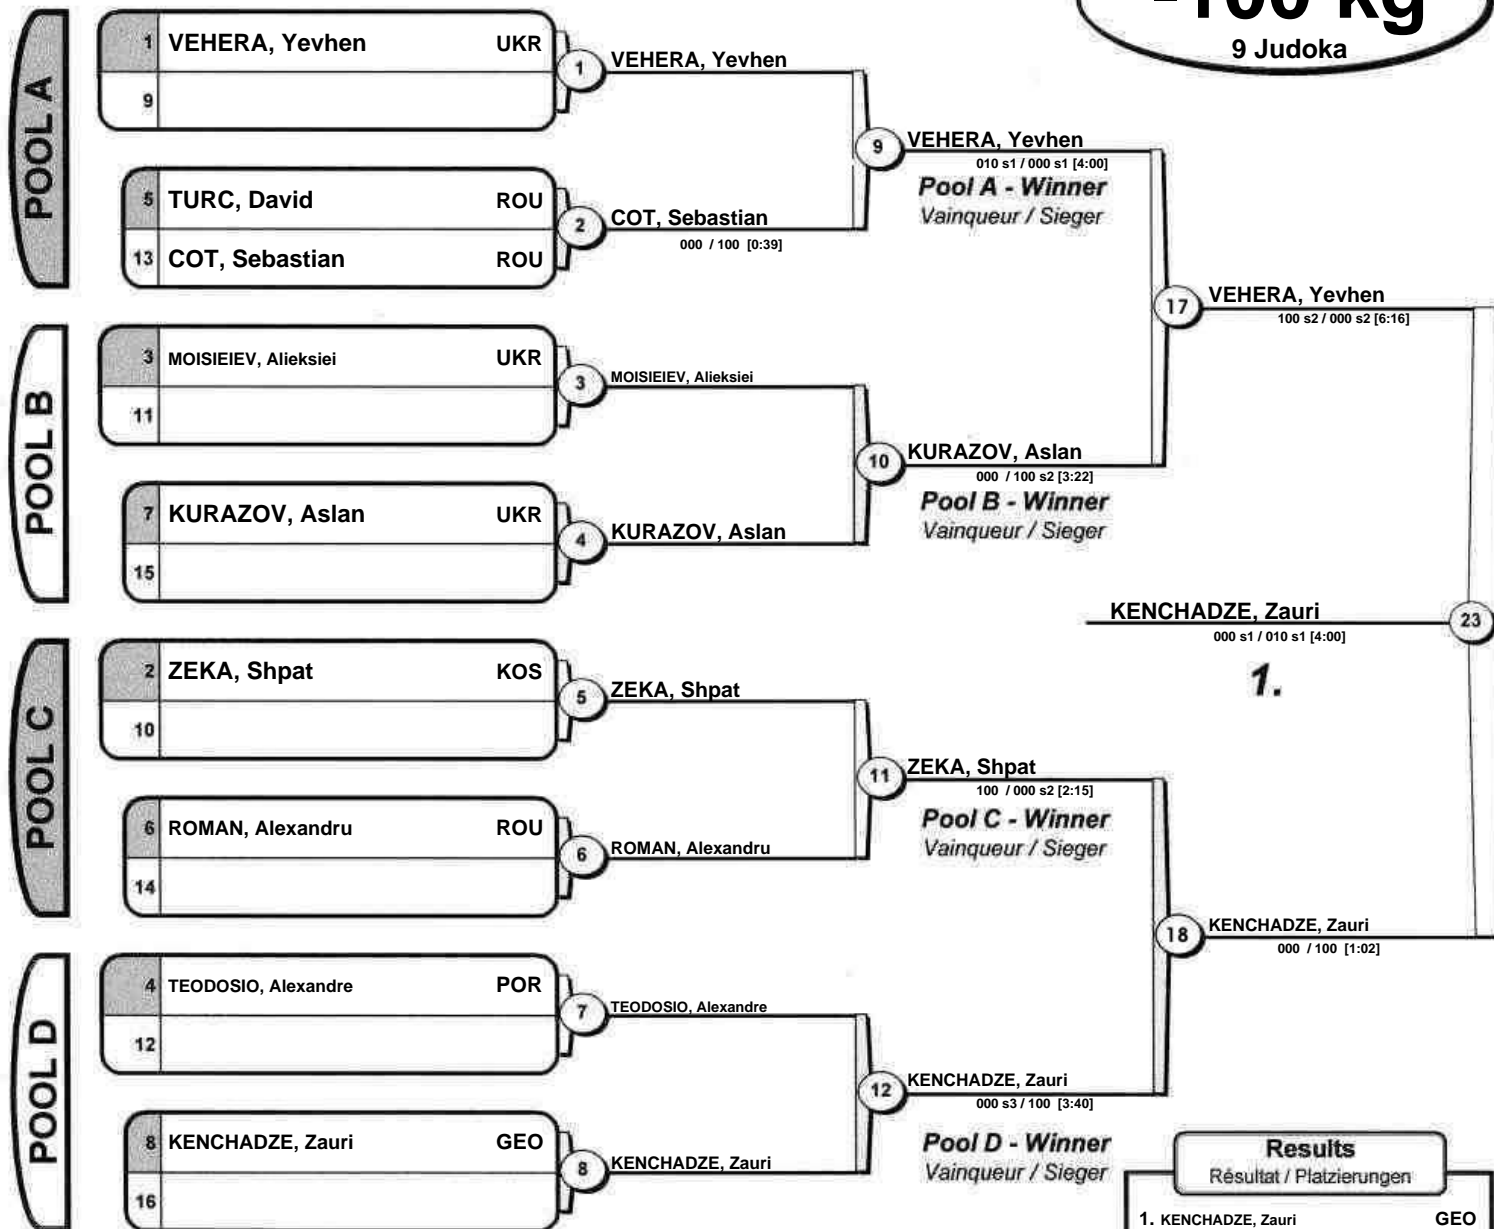 -100 kg
9 Judoka
POOL A
1 VEHERA, Yevhen UKR
9
5 TURC, David ROU
13 COT, Sebastian ROU
1 VEHERA, Yevhen
2 COT, Sebastian
000 / 100 [0:39]
9 VEHERA, Yevhen
010 s1 / 000 s1 [4:00]
Pool A - Winner
Vainqueur / Sieger
POOL B
3 MOISIEIEV, Alieksiei UKR
11
7 KURAZOV, Aslan UKR
15
3 MOISIEIEV, Alieksiei
4 KURAZOV, Aslan
10 KURAZOV, Aslan
000 / 100 s2 [3:22]
Pool B - Winner
Vainqueur / Sieger
17 VEHERA, Yevhen
100 s2 / 000 s2 [6:16]
KENCHADZE, Zauri 23
000 s1 / 010 s1 [4:00]
1.
POOL C
2 ZEKA, Shpat KOS
10
6 ROMAN, Alexandru ROU
14
5 ZEKA, Shpat
6 ROMAN, Alexandru
11 ZEKA, Shpat
100 / 000 s2 [2:15]
Pool C - Winner
Vainqueur / Sieger
18 KENCHADZE, Zauri
000 / 100 [1:02]
POOL D
4 TEODOSIO, Alexandre POR
12
8 KENCHADZE, Zauri GEO
16
7 TEODOSIO, Alexandre
8 KENCHADZE, Zauri
12 KENCHADZE, Zauri
000 s3 / 100 [3:40]
Pool D - Winner
Vainqueur / Sieger
Results
Résultat / Platzierungen
1. KENCHADZE, Zauri GEO